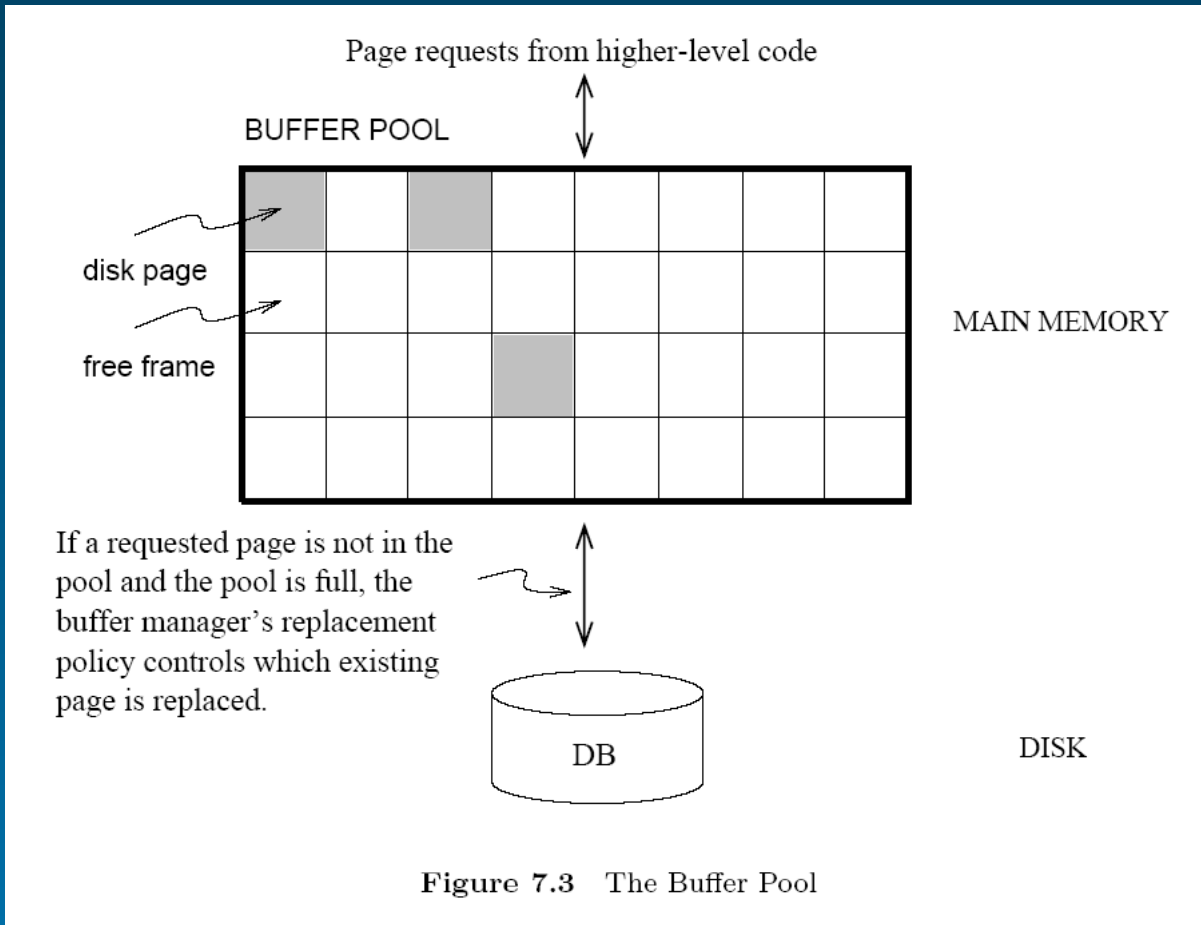 Page requests from higher-level code
BUFFER POOL
disk page
free frame
MAIN MEMORY
If a requested page is not in the
pool and the pool is full, the
buffer manager's replacement
policy controls which existing
page is replaced.
DB
DISK
Figure 7.3 The Buffer Pool